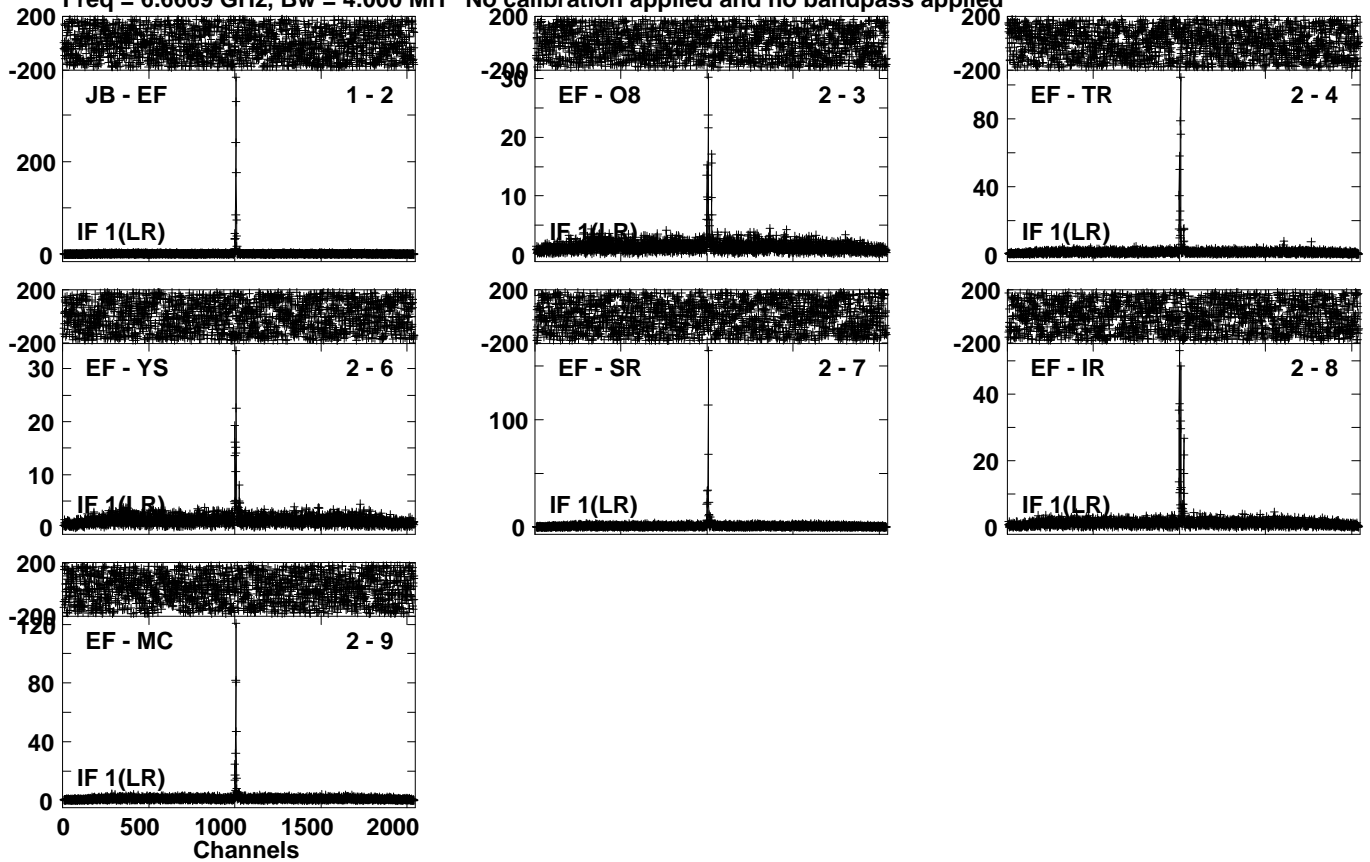 Freq = 6.6669 GHz, Bw = 4.000 MH No calibration applied and no bandpass applied
200
-200
JB - EF 1 - 2
200
0
IF 1(LR)
200
-200
30
EF - O8 2 - 3
20
10
0
IF 1(LR)
200
-200
EF - TR 2 - 4
80
40
0
IF 1(LR)
200
-200
EF - YS 2 - 6
30
20
10
0
IF 1(LR)
200
-200
EF - SR 2 - 7
100
0
IF 1(LR)
200
-200
EF - IR 2 - 8
40
20
0
IF 1(LR)
200
-200
120
EF - MC 2 - 9
80
40
0
IF 1(LR)
0 500 1000 1500 2000
Channels